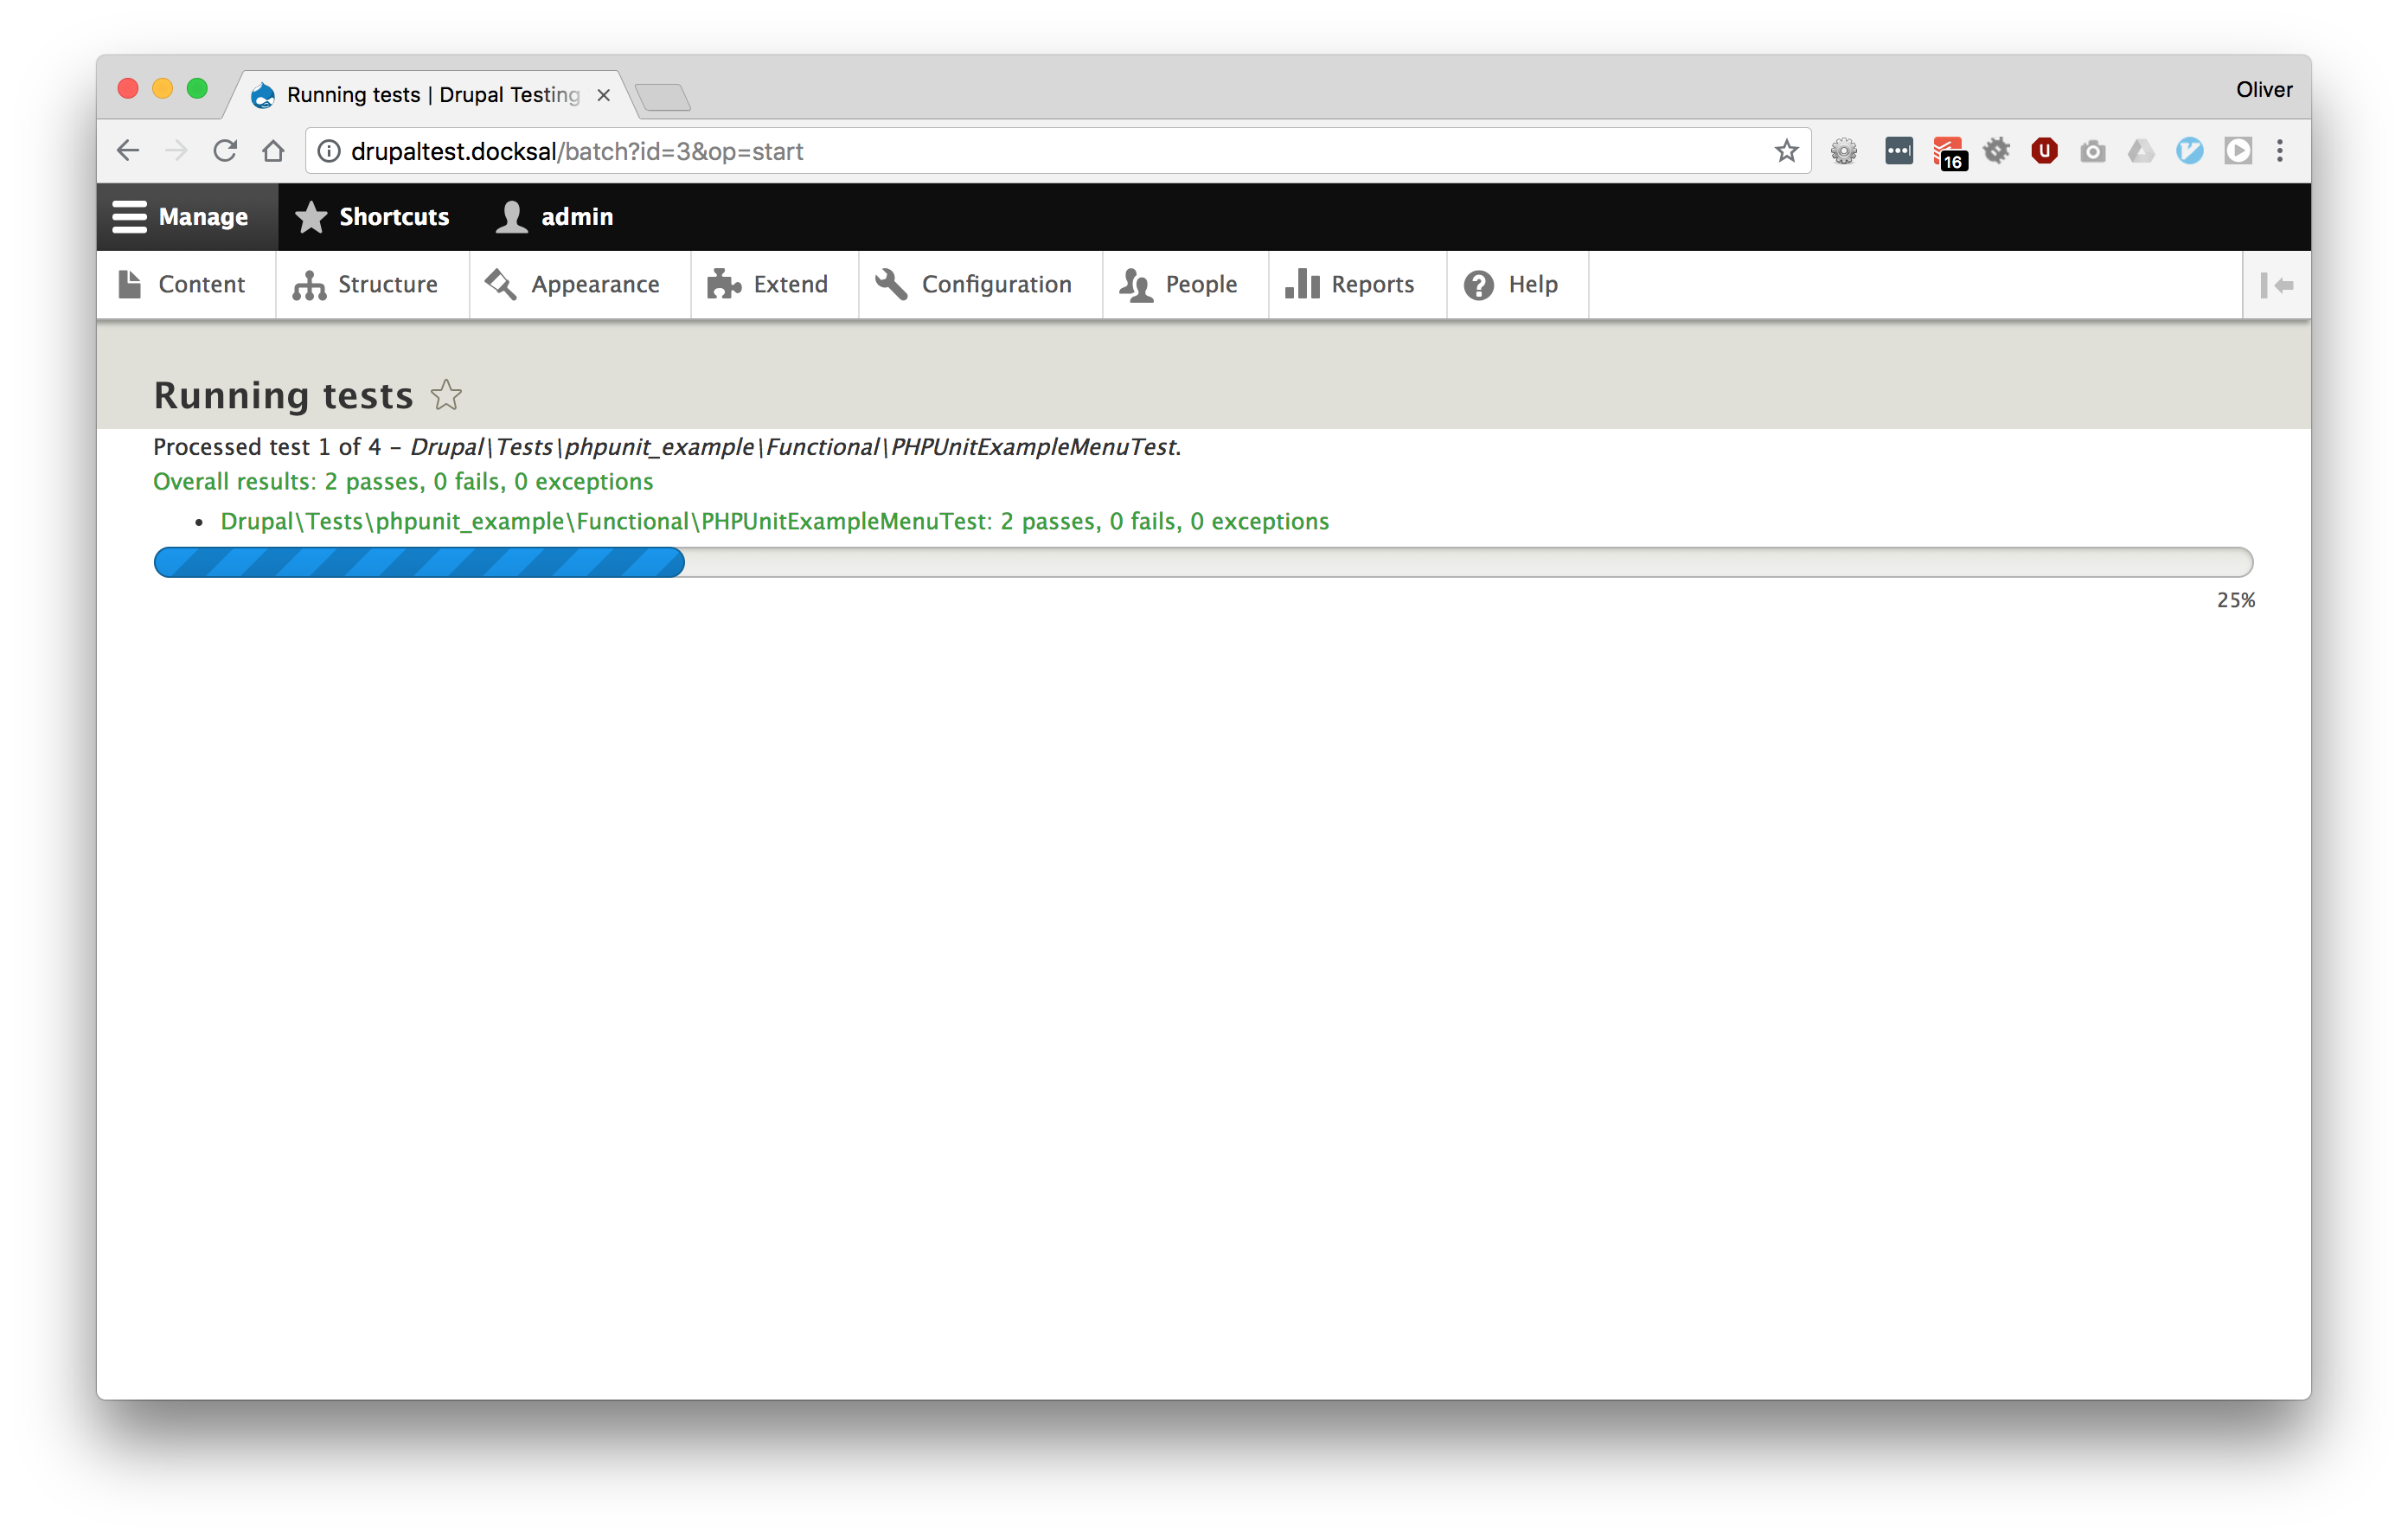 Running tests | Drupal Testing
Oliver
drupaltest.docksal/batch?id=3&op=start
16
U
Manage Shortcuts admin
Content Structure Appearance Extend Configuration People Reports Help
Running tests
Processed test 1 of 4 – Drupal\Tests\phpunit_example\Functional\PHPUnitExampleMenuTest.
Overall results: 2 passes, 0 fails, 0 exceptions
• Drupal\Tests\phpunit_example\Functional\PHPUnitExampleMenuTest: 2 passes, 0 fails, 0 exceptions
25%